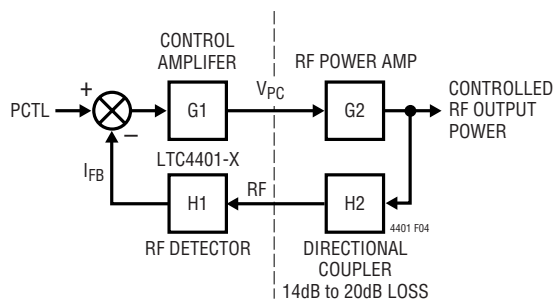 CONTROL
AMPLIFER
RF POWER AMP
PCTL
+
–
G1
VPC
G2
CONTROLLED
RF OUTPUT
POWER
LTC4401-X
IFB
H1
RF
H2
4401 F04
RF DETECTOR
DIRECTIONAL
COUPLER
14dB to 20dB LOSS